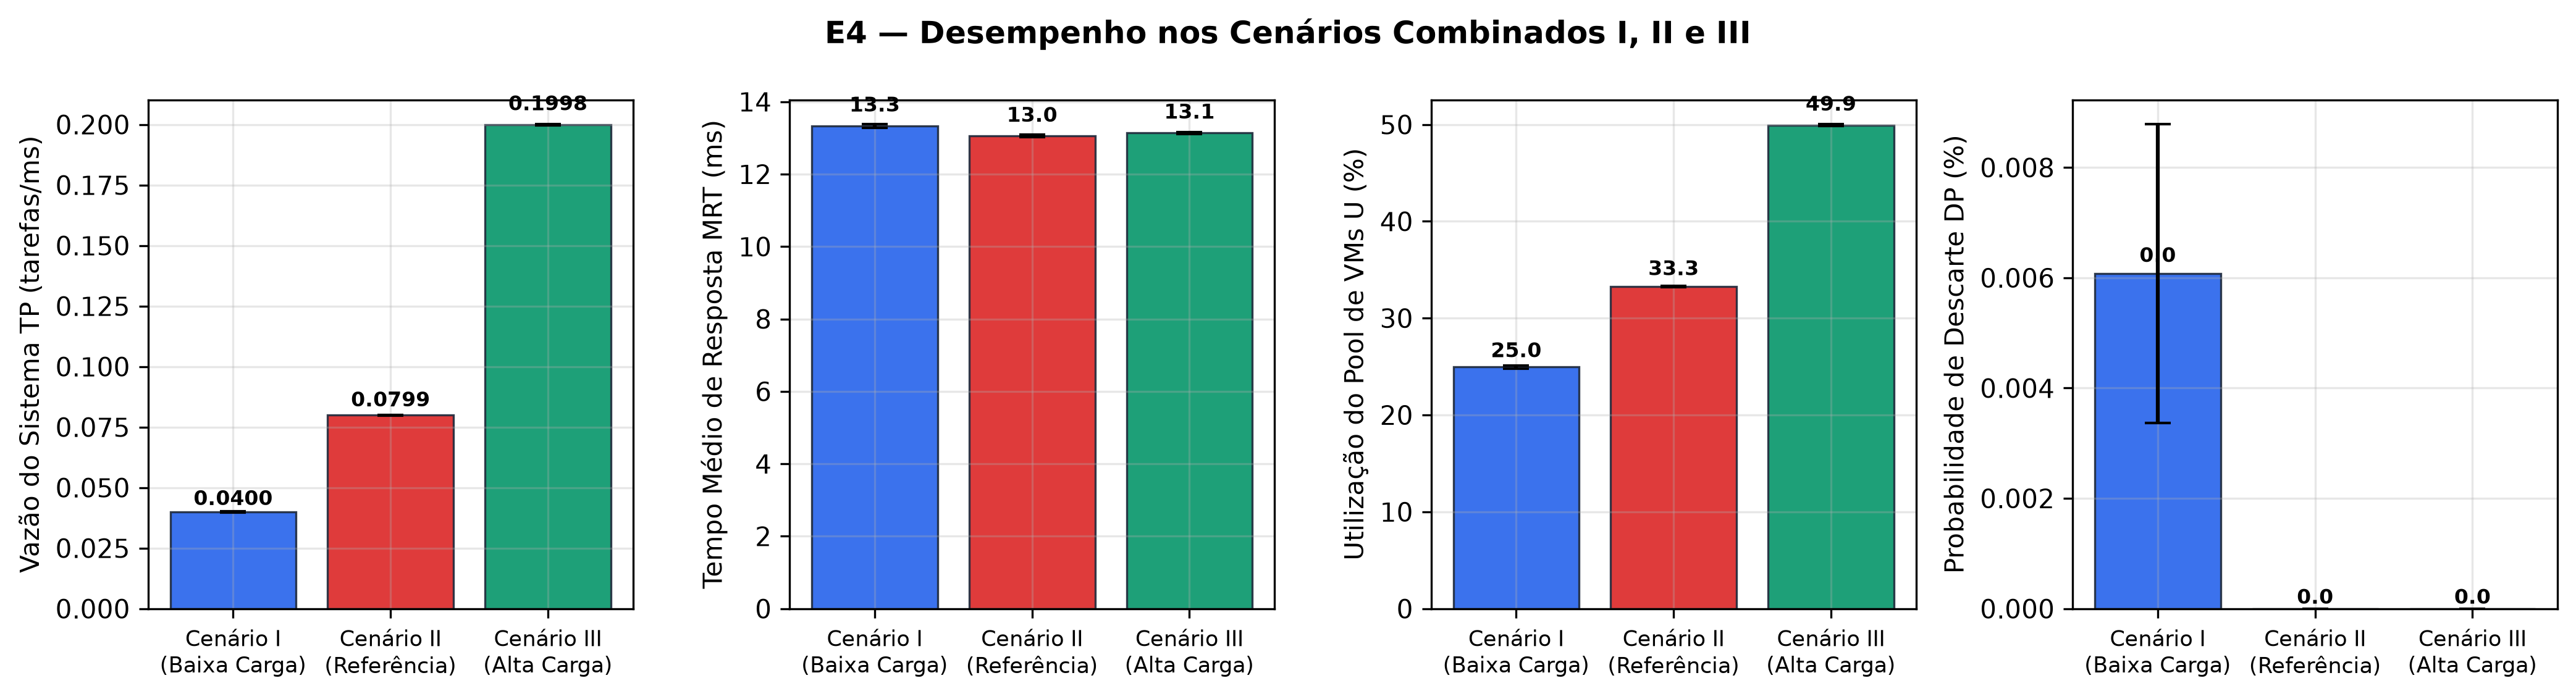 E4 — Desempenho nos Cenários Combinados I, II e III
Vazão do Sistema TP (tarefas/ms)
0.200
0.175
0.150
0.125
0.100
0.075
0.050
0.025
0.000
0.0400
0.0799
0.1998
Cenário I
(Baixa Carga)
Cenário II
(Referência)
Cenário III
(Alta Carga)
Tempo Médio de Resposta MRT (ms)
14
12
10
8
6
4
2
0
13.3
13.0
13.1
Cenário I
(Baixa Carga)
Cenário II
(Referência)
Cenário III
(Alta Carga)
Utilização do Pool de VMs U (%)
50
40
30
20
10
0
25.0
33.3
49.9
Cenário I
(Baixa Carga)
Cenário II
(Referência)
Cenário III
(Alta Carga)
Probabilidade de Descarte DP (%)
0.008
0.006
0.004
0.002
0.000
0.0
0.0
0.0
Cenário I
(Baixa Carga)
Cenário II
(Referência)
Cenário III
(Alta Carga)